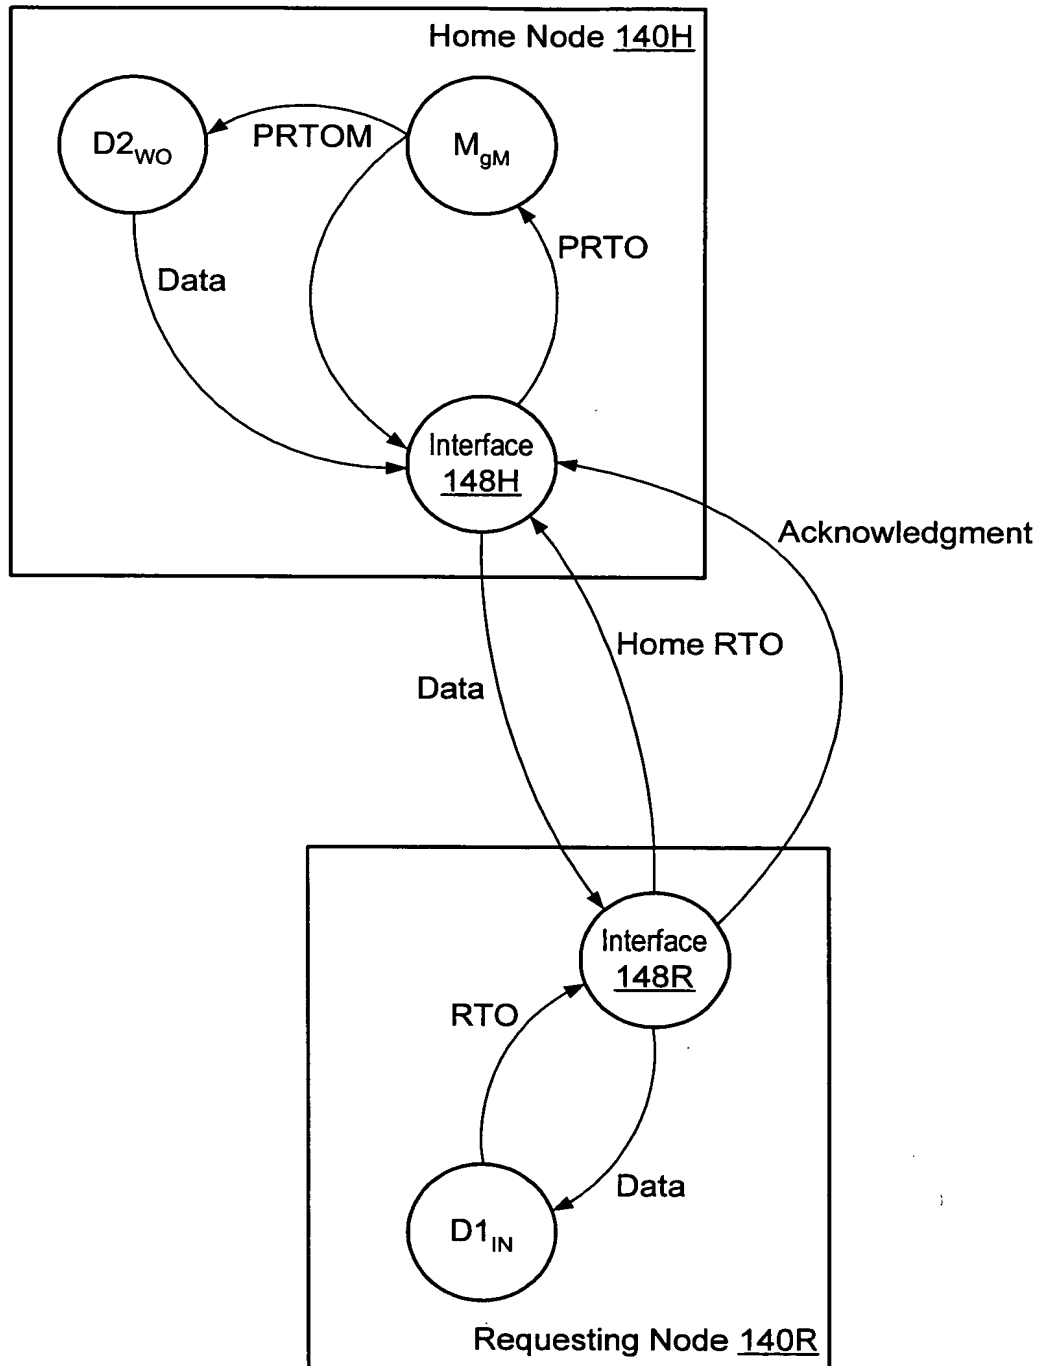 Home Node 140H
D2WO
PRTOM
MgM
PRTO
Data
Interface
148H
Acknowledgment
Home RTO
Data
Interface
148R
RTO
Data
D1IN
Requesting Node 140R